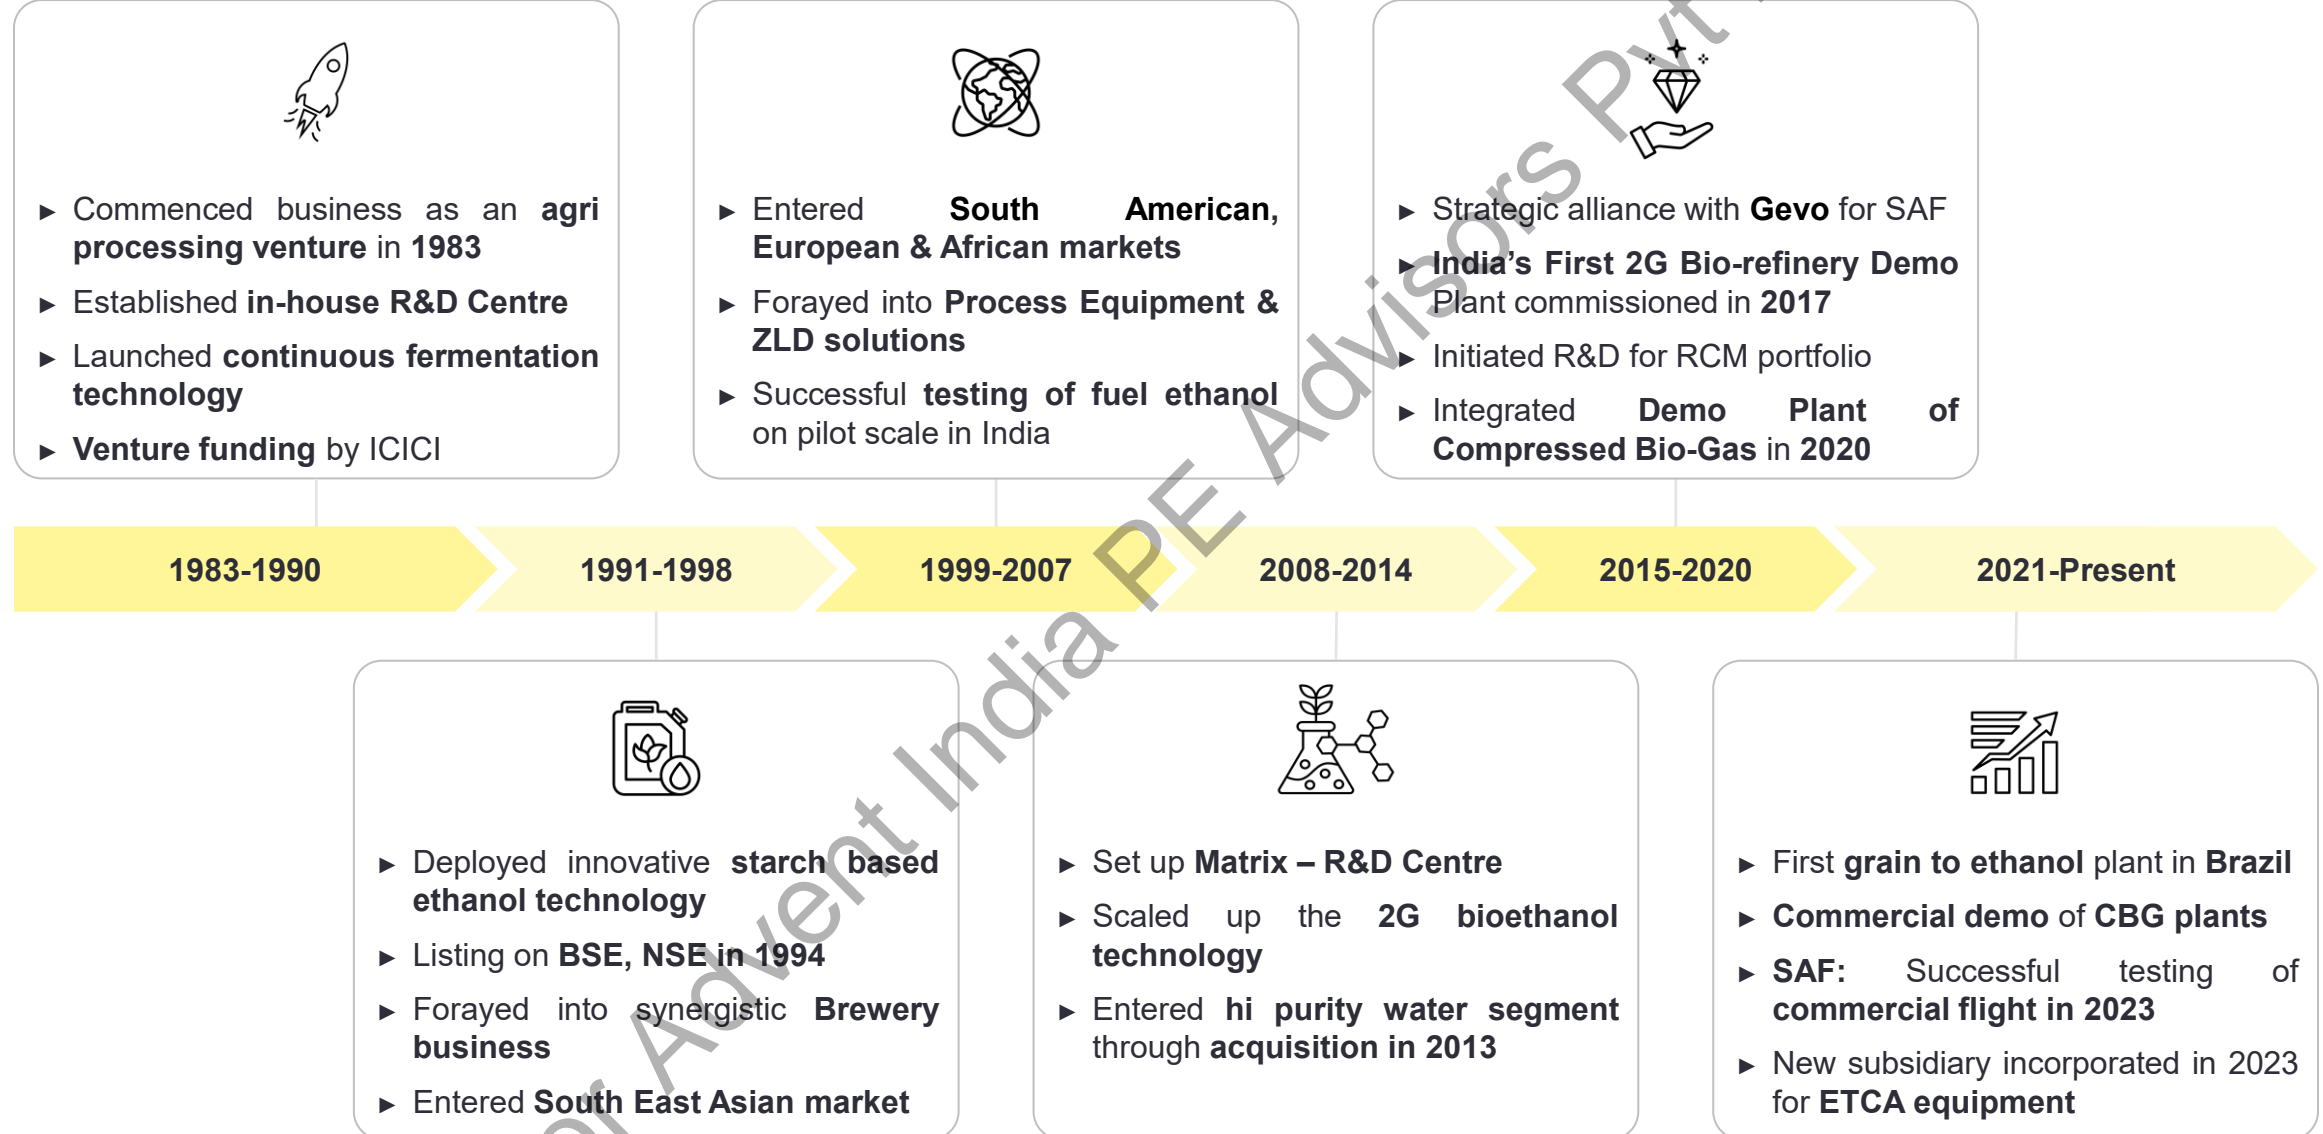 ► Commenced business as an agri
processing venture in 1983
► Established in-house R&D Centre
► Launched continuous fermentation
technology
► Venture funding by ICICI
► Entered South American,
European & African markets
► Forayed into Process Equipment &
ZLD solutions
► Successful testing of fuel ethanol
on pilot scale in India
► Strategic alliance with Gevo for SAF
► India's First 2G Bio-refinery Demo
Plant commissioned in 2017
► Initiated R&D for RCM portfolio
► Integrated Demo Plant of
Compressed Bio-Gas in 2020
1983-1990
1991-1998
1999-2007
2008-2014
2015-2020
2021-Present
► Deployed innovative starch based
ethanol technology
► Listing on BSE, NSE in 1994
► Forayed into synergistic Brewery
business
► Entered South East Asian market
► Set up Matrix – R&D Centre
► Scaled up the 2G bioethanol
technology
► Entered hi purity water segment
through acquisition in 2013
► First grain to ethanol plant in Brazil
► Commercial demo of CBG plants
► SAF: Successful testing of
commercial flight in 2023
► New subsidiary incorporated in 2023
for ETCA equipment
Advent India PE Advisors Pvt